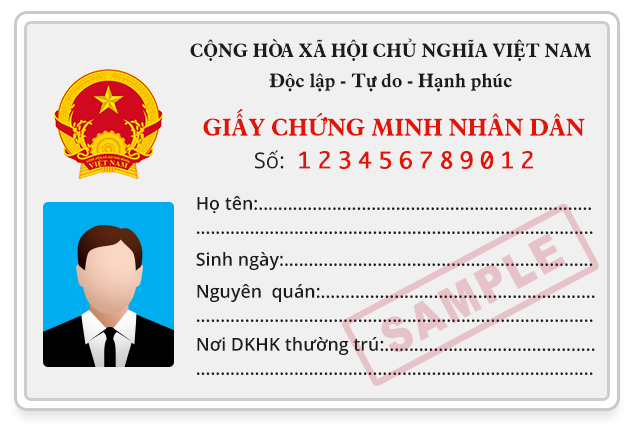 CỘNG HÒA XÃ HỘI CHỦ NGHĨA VIỆT NAM
Độc lập - Tự do - Hạnh phúc
GIẤY CHỨNG MINH NHÂN DÂN
Số: 123456789012
VIỆT NAM
Họ tên:..........................................................................
....................................................................................
Sinh ngày:....................................................................
Nguyên quán:.............................................................
....................................................................................
Nơi DKHK thường trú:...............................................
....................................................................................
SAMPLE